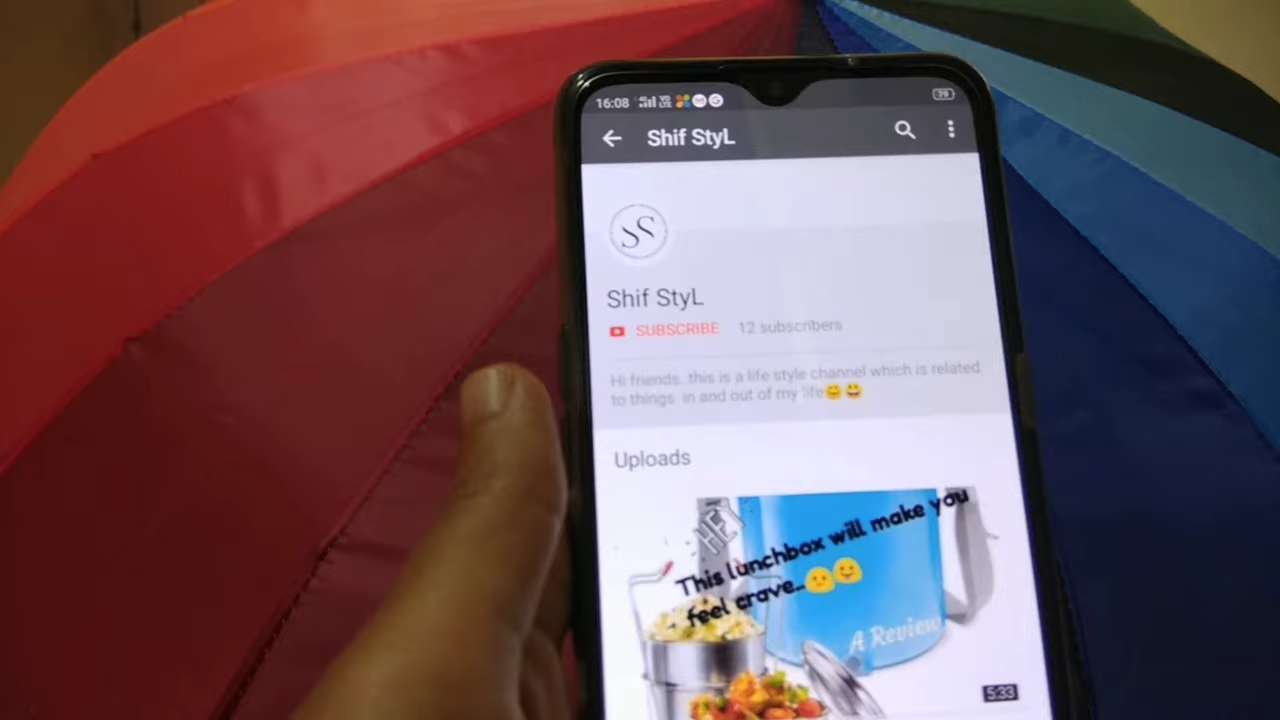 16:08
79
Shif StyL
SS
Shif StyL
SUBSCRIBE 12 subscribers
Hi friends..this is a life style channel which is related
to things in and out of my life😊😃
Uploads
HEY
This lunchbox will make you
feel crave..
A Review
5:33